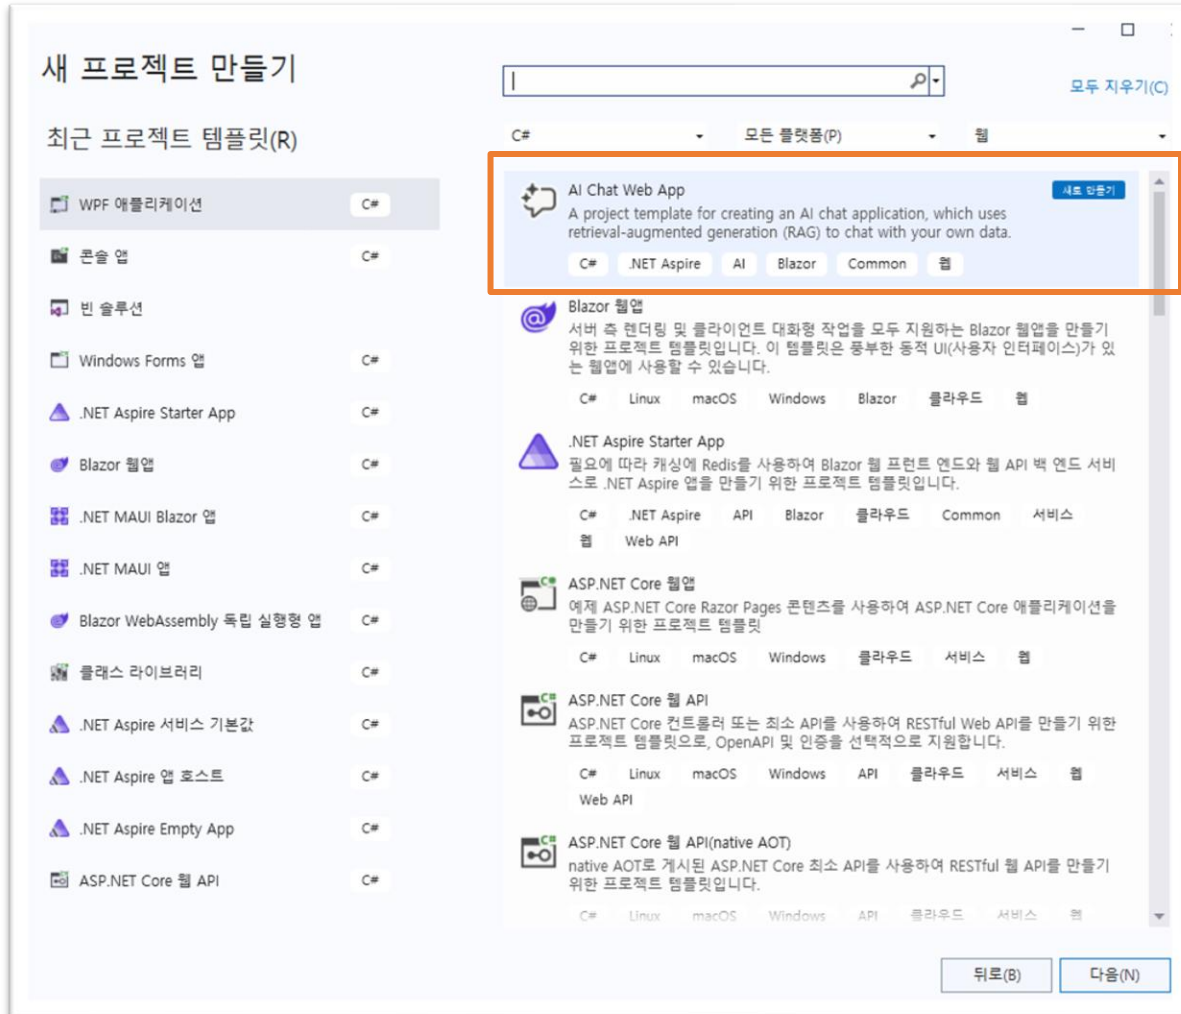 새 프로젝트 만들기
모두 지우기(C)
최근 프로젝트 템플릿(R)
WPF 애플리케이션 C#
콘솔 앱 C#
빈 솔루션
Windows Forms 앱 C#
.NET Aspire Starter App C#
Blazor 웹앱 C#
.NET MAUI Blazor 앱 C#
.NET MAUI 앱 C#
Blazor WebAssembly 독립 실행형 앱 C#
클래스 라이브러리 C#
.NET Aspire 서비스 기본값 C#
.NET Aspire 앱 호스트 C#
.NET Aspire Empty App C#
ASP.NET Core 웹 API C#
C# 모든 플랫폼(P) 웹
AI Chat Web App 새로 만들기
A project template for creating an AI chat application, which uses
retrieval-augmented generation (RAG) to chat with your own data.
C# .NET Aspire AI Blazor Common 웹
Blazor 웹앱
서버 측 렌더링 및 클라이언트 대화형 작업을 모두 지원하는 Blazor 웹앱을 만들기
위한 프로젝트 템플릿입니다. 이 템플릿은 풍부한 동적 UI(사용자 인터페이스)가 있
는 웹앱에 사용할 수 있습니다.
C# Linux macOS Windows Blazor 클라우드 웹
.NET Aspire Starter App
필요에 따라 캐싱에 Redis를 사용하여 Blazor 웹 프런트 엔드와 웹 API 백 엔드 서비
스로 .NET Aspire 앱을 만들기 위한 프로젝트 템플릿입니다.
C# .NET Aspire API Blazor 클라우드 Common 서비스
웹 Web API
ASP.NET Core 웹앱
예제 ASP.NET Core Razor Pages 콘텐츠를 사용하여 ASP.NET Core 애플리케이션을
만들기 위한 프로젝트 템플릿
C# Linux macOS Windows 클라우드 서비스 웹
ASP.NET Core 웹 API
ASP.NET Core 컨트롤러 또는 최소 API를 사용하여 RESTful Web API를 만들기 위한
프로젝트 템플릿으로, OpenAPI 및 인증을 선택적으로 지원합니다.
C# Linux macOS Windows API 클라우드 서비스 웹
Web API
ASP.NET Core 웹 API(native AOT)
native AOT로 게시된 ASP.NET Core 최소 API를 사용하여 RESTful 웹 API를 만들기
위한 프로젝트 템플릿입니다.
C# Linux macOS Windows API 클라우드 서비스 웹
뒤로(B) 다음(N)